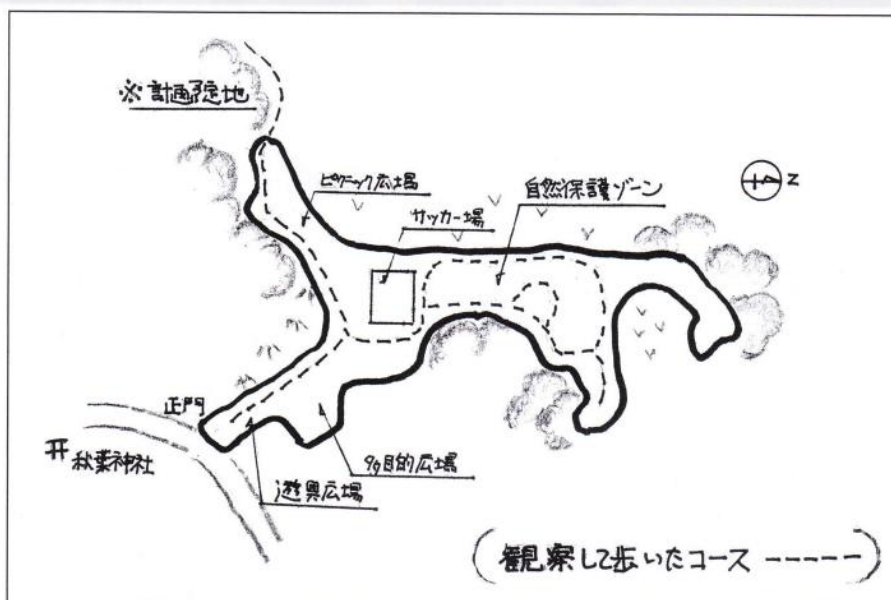 ※計画予定地
ピクニック広場
サッカー場
自然保護ゾーン
N
正門
秋葉神社
多目的広場
遊具広場
(観察して歩いたコース ------)